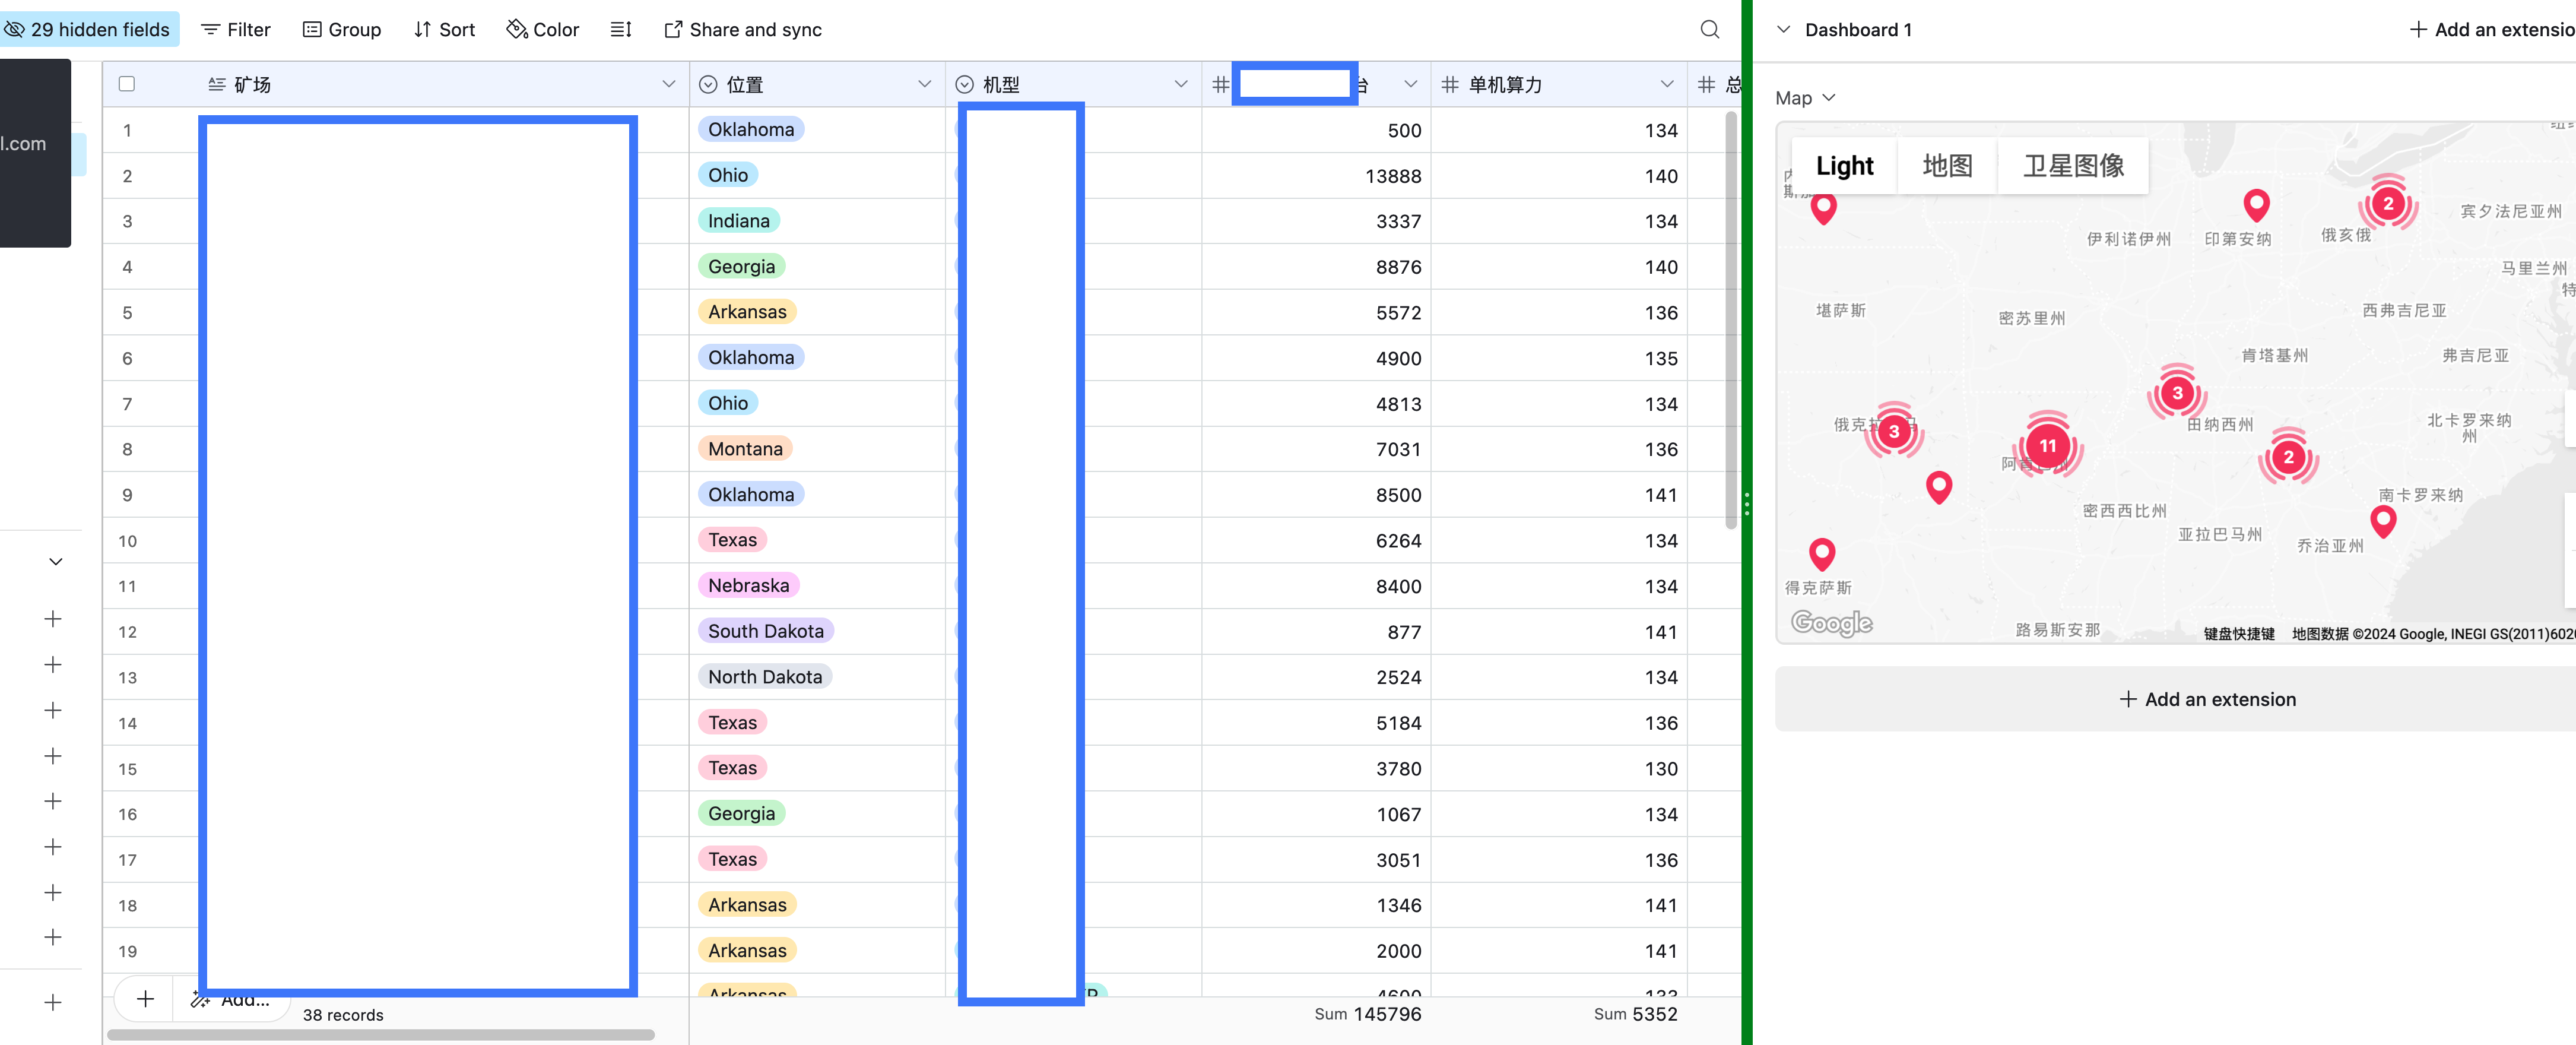 29 hidden fields Filter Group Sort Color Share and sync
l.com
矿场 位置 机型 台 单机算力 总
1 Oklahoma 500 134
2 Ohio 13888 140
3 Indiana 3337 134
4 Georgia 8876 140
5 Arkansas 5572 136
6 Oklahoma 4900 135
7 Ohio 4813 134
8 Montana 7031 136
9 Oklahoma 8500 141
10 Texas 6264 134
11 Nebraska 8400 134
12 South Dakota 877 141
13 North Dakota 2524 134
14 Texas 5184 136
15 Texas 3780 130
16 Georgia 1067 134
17 Texas 3051 136
18 Arkansas 1346 141
19 Arkansas 2000 141
Arkansas 4600 133
Add...
38 records Sum 145796 Sum 5352
Dashboard 1 Add an extensio
Map
Light 地图 卫星图像
2
宾夕法尼亚州
伊利诺伊州 印第安纳 俄亥俄
马里兰州
特
堪萨斯 密苏里州 西弗吉尼亚
肯塔基州 弗吉尼亚
3
俄克拉 马 3 田纳西州 北卡罗来纳
州
11 2
阿肯
南卡罗来纳
密西西比州
亚拉巴马州 乔治亚州
得克萨斯
Google 路易斯安那
键盘快捷键 地图数据 ©2024 Google, INEGI GS(2011)602
Add an extension